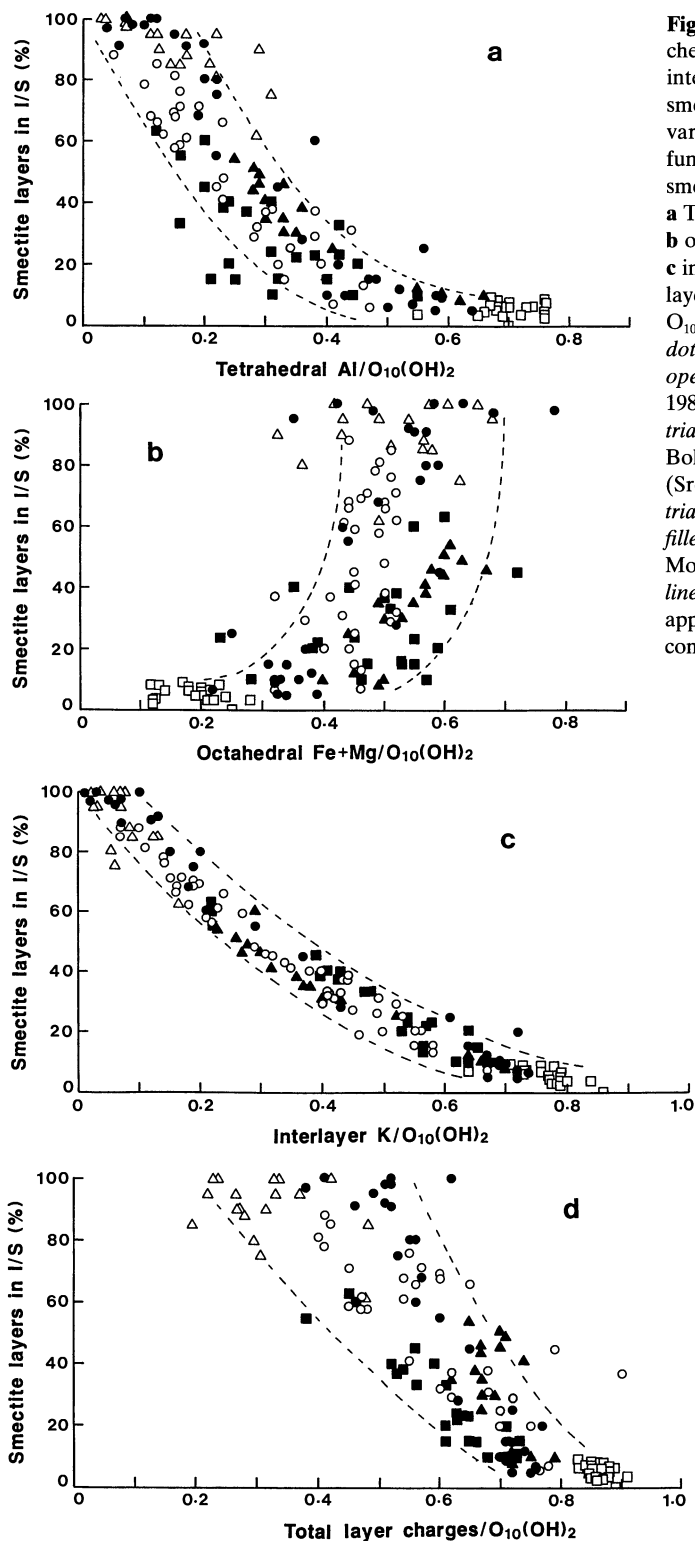 Fig
che
inte
sme
var
fun
sme
a T
b o
c in
laye
O₁₀
dot
ope
198
tria
Bol
(Sr
tria
fille
Mo
line
app
con
a
Smectite layers in I/S (%)
100
80
60
40
20
0
0 0.2 0.4 0.6 0.8
Tetrahedral Al/O₁₀(OH)₂
b
Smectite layers in I/S (%)
100
80
60
40
20
0
0 0.2 0.4 0.6 0.8
Octahedral Fe+Mg/O₁₀(OH)₂
c
Smectite layers in I/S (%)
100
80
60
40
20
0
0 0.2 0.4 0.6 0.8 1.0
Interlayer K/O₁₀(OH)₂
d
Smectite layers in I/S (%)
100
80
60
40
20
0
0 0.2 0.4 0.6 0.8 1.0
Total layer charges/O₁₀(OH)₂